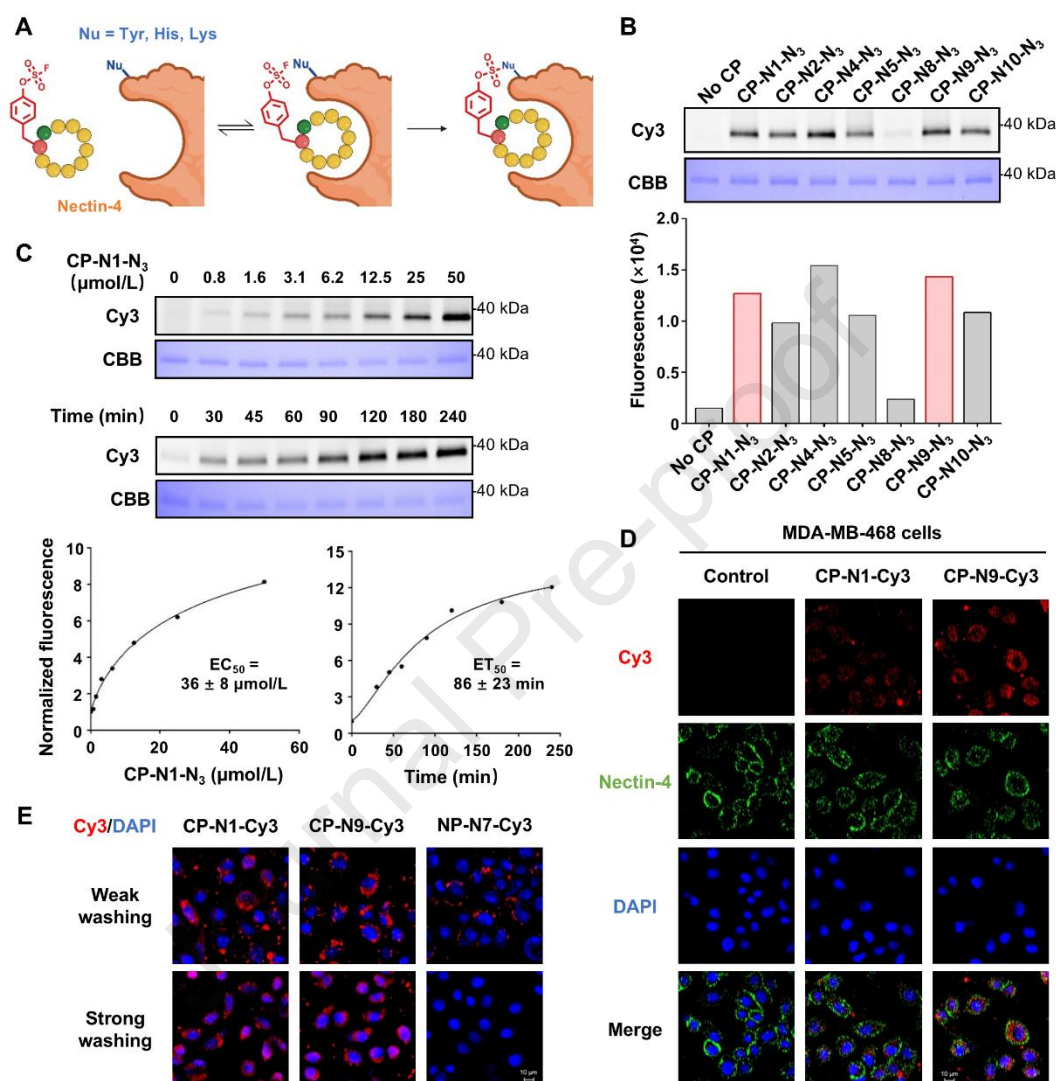 A
Nu = Tyr, His, Lys
O
O
F
S
O
Nu
O
O
F
S
O
Nu
O
O
S
O
Nu
Nectin-4
B
No CP CP-N1-N3 CP-N2-N3 CP-N4-N3 CP-N5-N3 CP-N8-N3 CP-N9-N3 CP-N10-N3
Cy3 40 kDa
CBB 40 kDa
Fluorescence (×10⁴)
2.0
1.5
1.0
0.5
0
No CP CP-N1-N3 CP-N2-N3 CP-N4-N3 CP-N5-N3 CP-N8-N3 CP-N9-N3 CP-N10-N3
C
CP-N1-N3
(µmol/L) 0 0.8 1.6 3.1 6.2 12.5 25 50
Cy3 40 kDa
CBB 40 kDa
Time (min) 0 30 45 60 90 120 180 240
Cy3 40 kDa
CBB 40 kDa
Normalized fluorescence
10
8
6
4
2
0
EC50 =
36 ± 8 µmol/L
0 20 40 60
CP-N1-N3 (µmol/L)
15
12
9
6
3
0
ET50 =
86 ± 23 min
0 50 100 150 200 250
Time (min)
D
MDA-MB-468 cells
Control CP-N1-Cy3 CP-N9-Cy3
Cy3
Nectin-4
DAPI
Merge
10 µm
E
Cy3/DAPI CP-N1-Cy3 CP-N9-Cy3 NP-N7-Cy3
Weak
washing
Strong
washing
10 µm
Journal Pre-proof